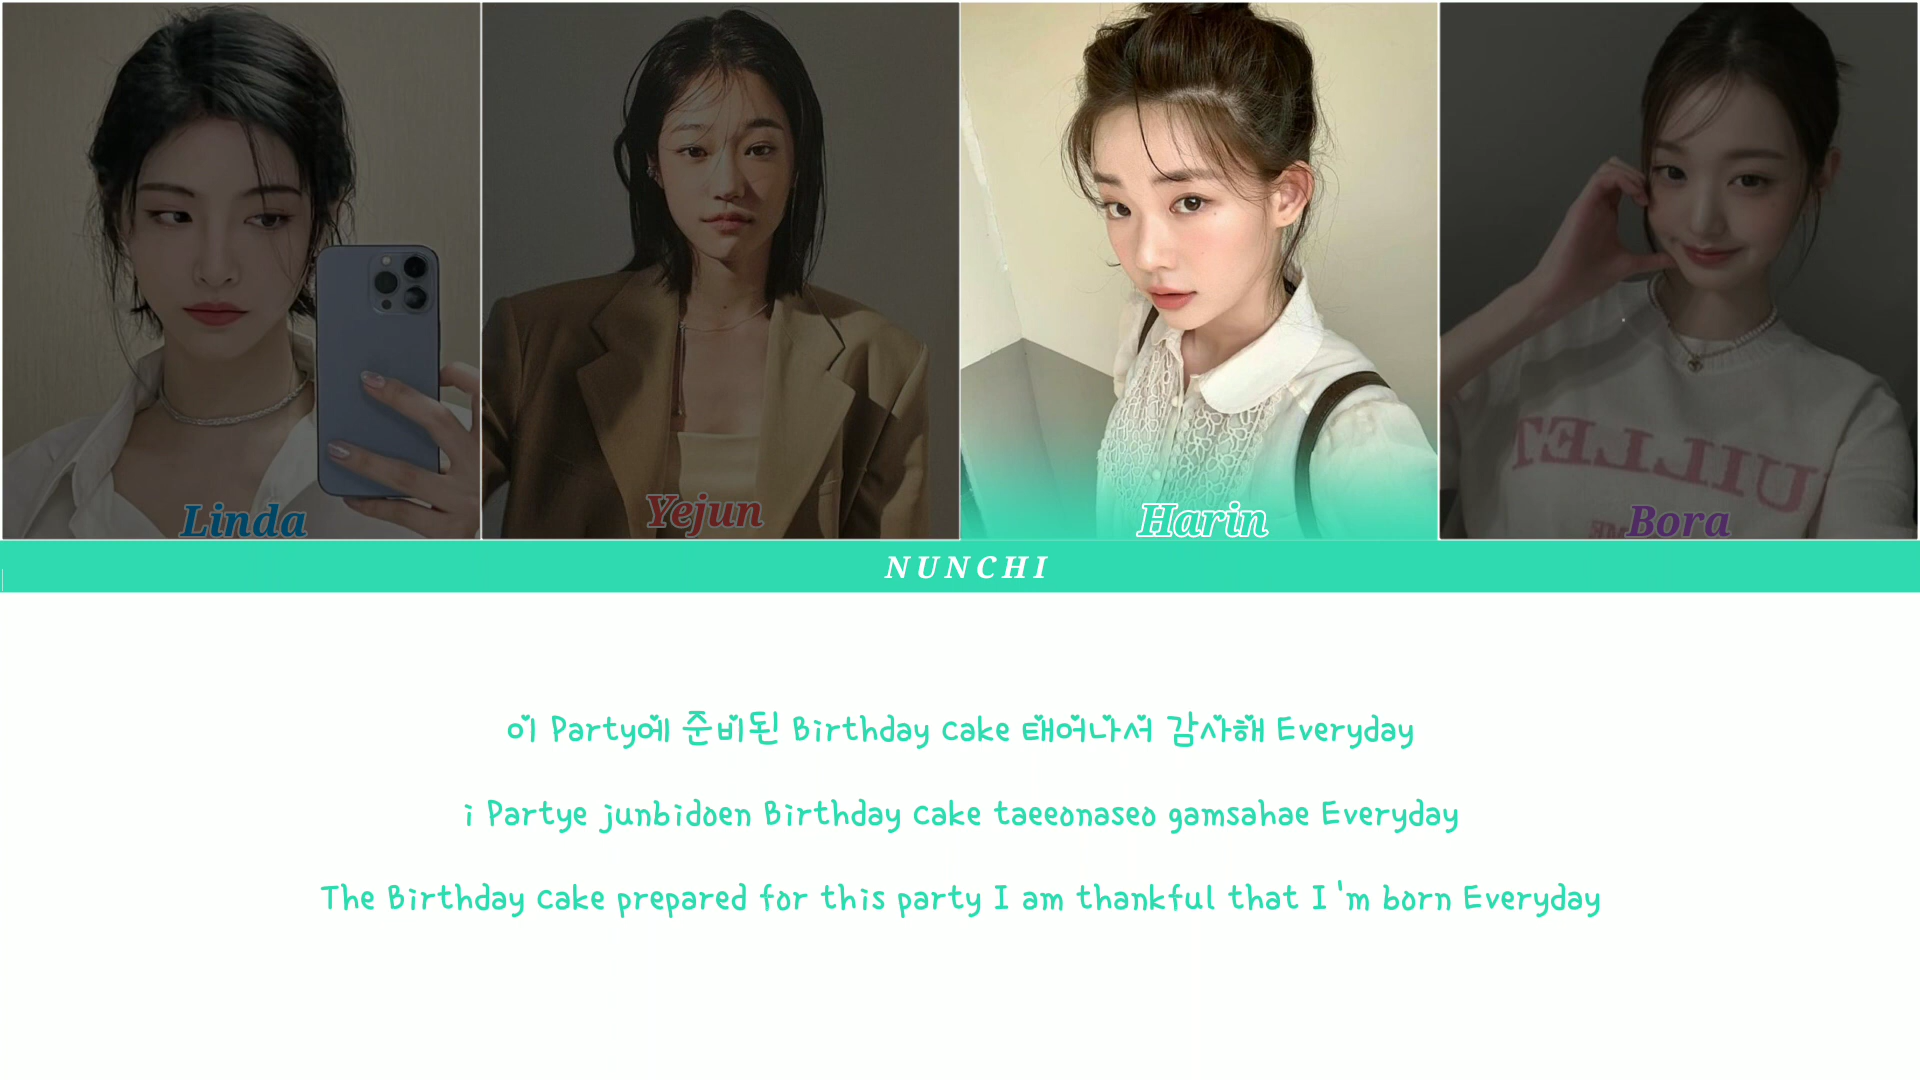 Linda
Yejun
Harin
Bora
NUNCHI
이 Party에 준비된 Birthday Cake 태어나서 감사해 Everyday
i Partye junbidoen Birthday Cake taeeonaseo gamsahae Everyday
The Birthday Cake prepared for this party I am thankful that I 'm born Everyday